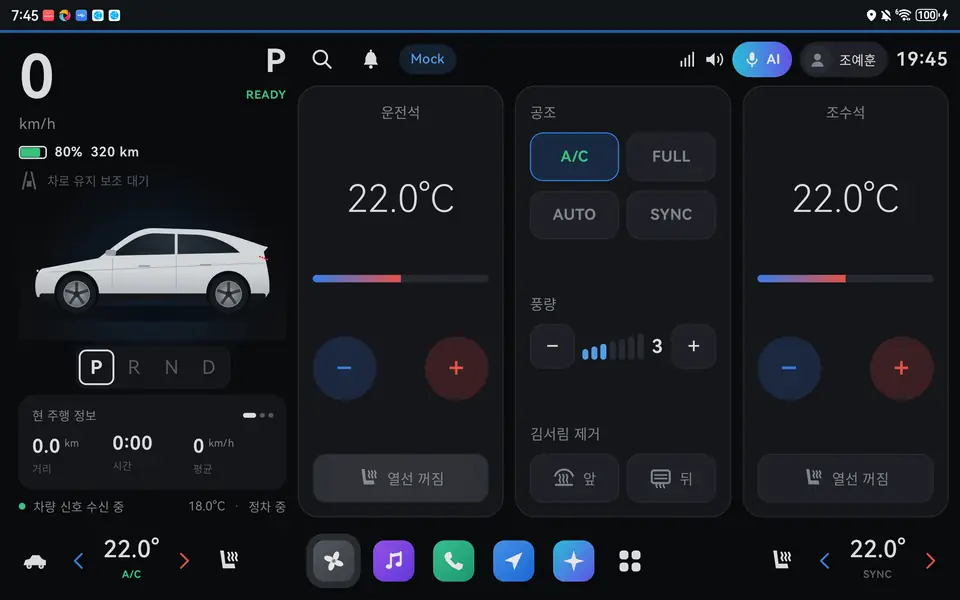 7:45
100
0
P
READY
km/h
80% 320 km
차로 유지 보조 대기
P R N D
현 주행 정보
0.0 km
0:00
0 km/h
거리
시간
평균
차량 신호 수신 중
18.0°C · 정차 중
Mock
AI
조예훈
19:45
운전석
22.0°C
− +
열선 꺼짐
공조
A/C
FULL
AUTO
SYNC
풍량
− 3 +
김서림 제거
앞
뒤
조수석
22.0°C
− +
열선 꺼짐
22.0°
A/C
22.0°
SYNC